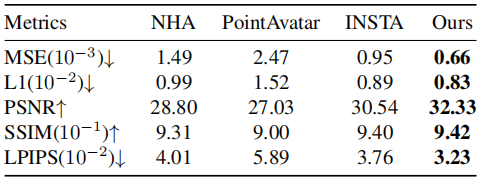 Metrics NHA PointAvatar INSTA Ours
MSE(10⁻³)↓ 1.49 2.47 0.95 0.66
L1(10⁻²)↓ 0.99 1.52 0.89 0.83
PSNR↑ 28.80 27.03 30.54 32.33
SSIM(10⁻¹)↑ 9.31 9.00 9.40 9.42
LPIPS(10⁻²)↓ 4.01 5.89 3.76 3.23